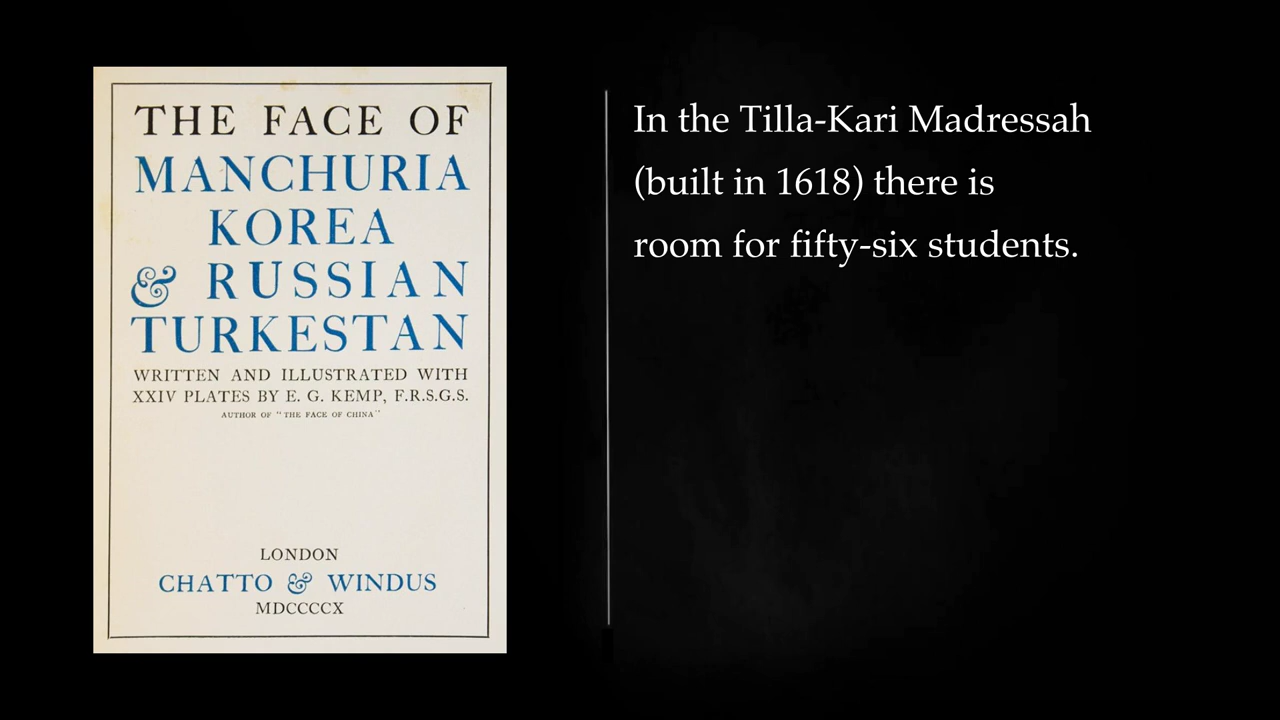 THE FACE OF
MANCHURIA
KOREA
& RUSSIAN
TURKESTAN
WRITTEN AND ILLUSTRATED WITH
XXIV PLATES BY E. G. KEMP, F.R.S.G.S.
AUTHOR OF "THE FACE OF CHINA"
LONDON
CHATTO & WINDUS
MDCCCCX
In the Tilla-Kari Madressah
(built in 1618) there is
room for fifty-six students.